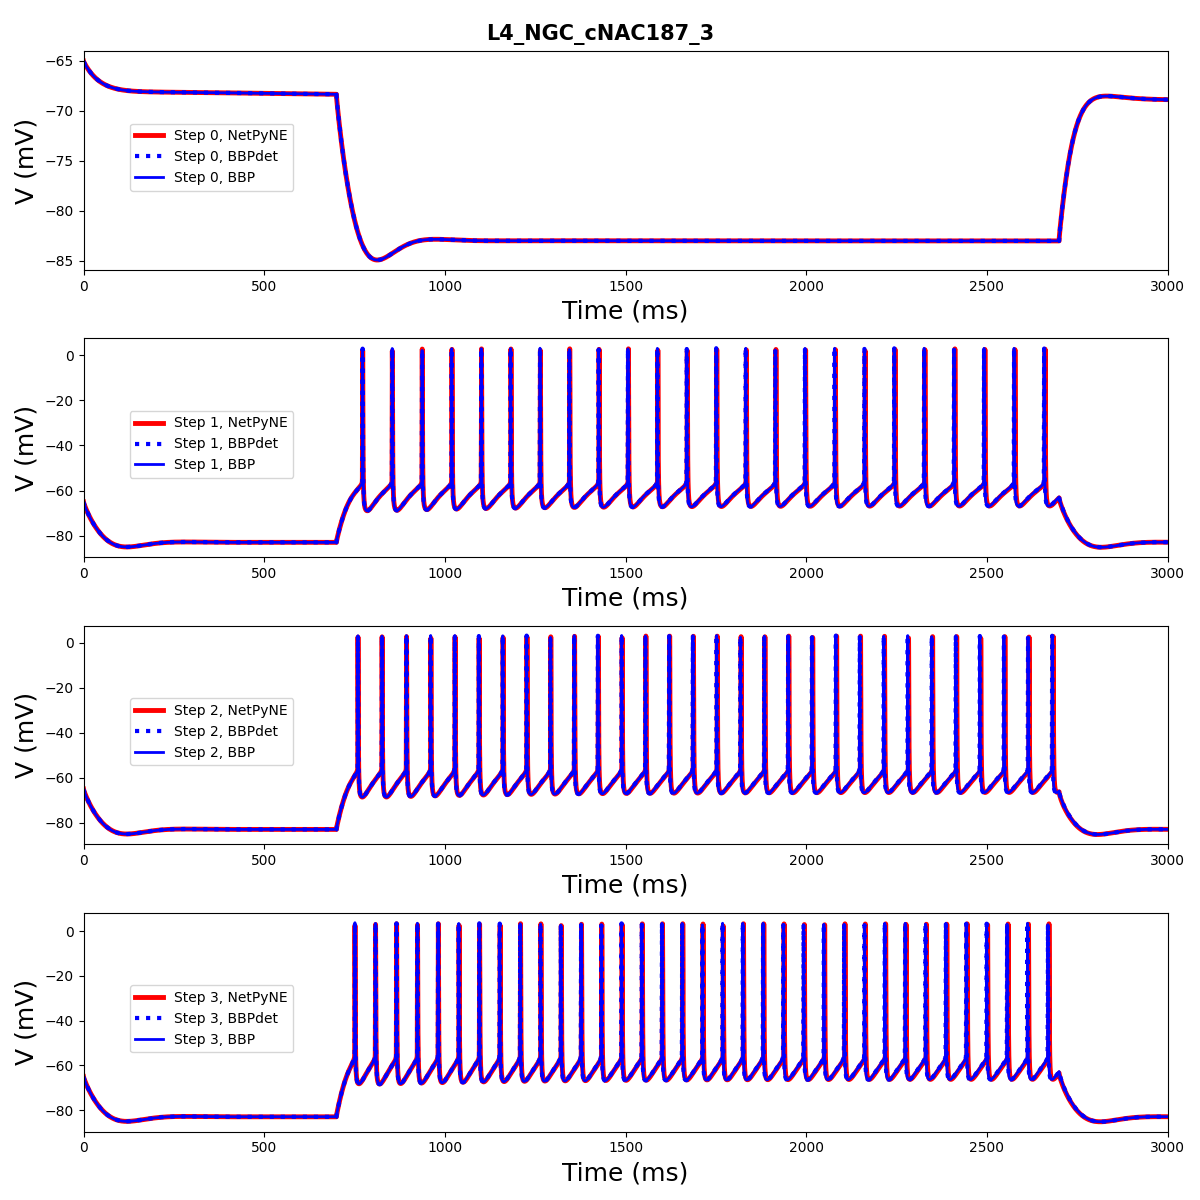 L4_NGC_cNAC187_3
−65
−70
−75
−80
−85
V (mV)
Step 0, NetPyNE
Step 0, BBPdet
Step 0, BBP
0 500 1000 1500 2000 2500 3000
Time (ms)
0
−20
−40
−60
−80
V (mV)
Step 1, NetPyNE
Step 1, BBPdet
Step 1, BBP
0 500 1000 1500 2000 2500 3000
Time (ms)
0
−20
−40
−60
−80
V (mV)
Step 2, NetPyNE
Step 2, BBPdet
Step 2, BBP
0 500 1000 1500 2000 2500 3000
Time (ms)
0
−20
−40
−60
−80
V (mV)
Step 3, NetPyNE
Step 3, BBPdet
Step 3, BBP
0 500 1000 1500 2000 2500 3000
Time (ms)